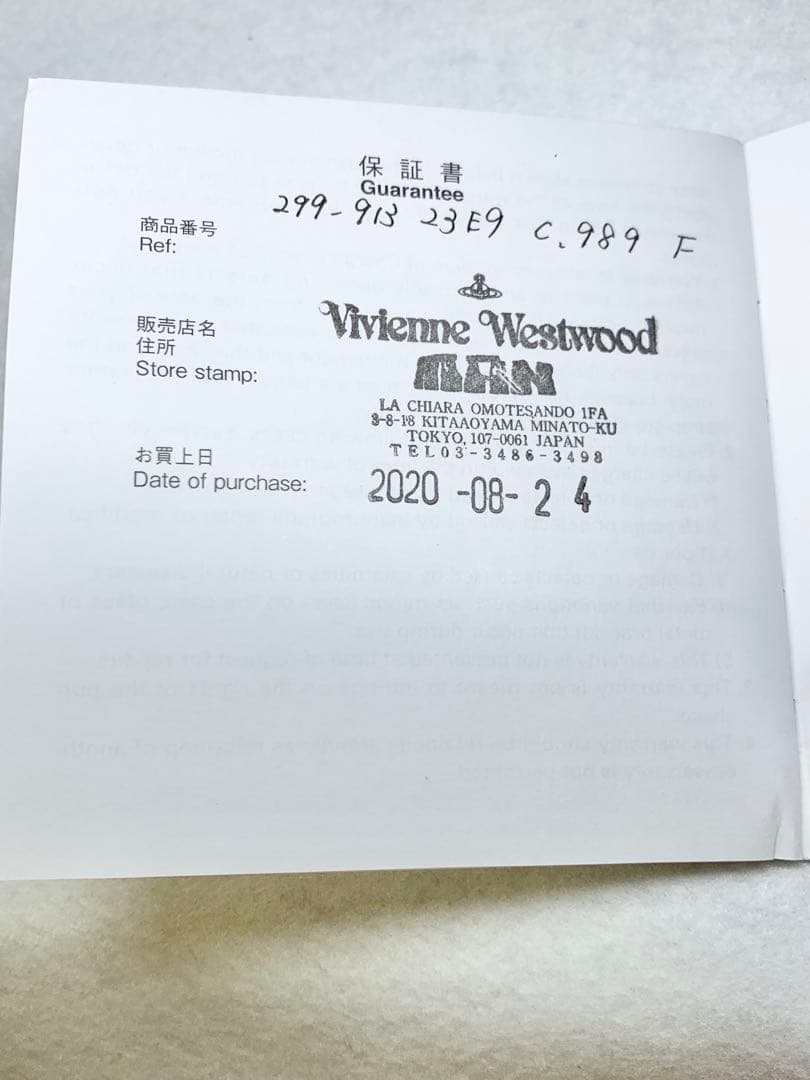 保証書
Guarantee
商品番号
Ref:
299-913 23E9 C.989 F
販売店名
住所
Store stamp:
Vivienne Westwood
MAN
LA CHIARA OMOTESANDO 1FA
3-8-18 KITAAOYAMA MINATO-KU
TOKYO, 107-0061 JAPAN
TEL03-3486-3498
お買上日
Date of purchase:
2020-08-24